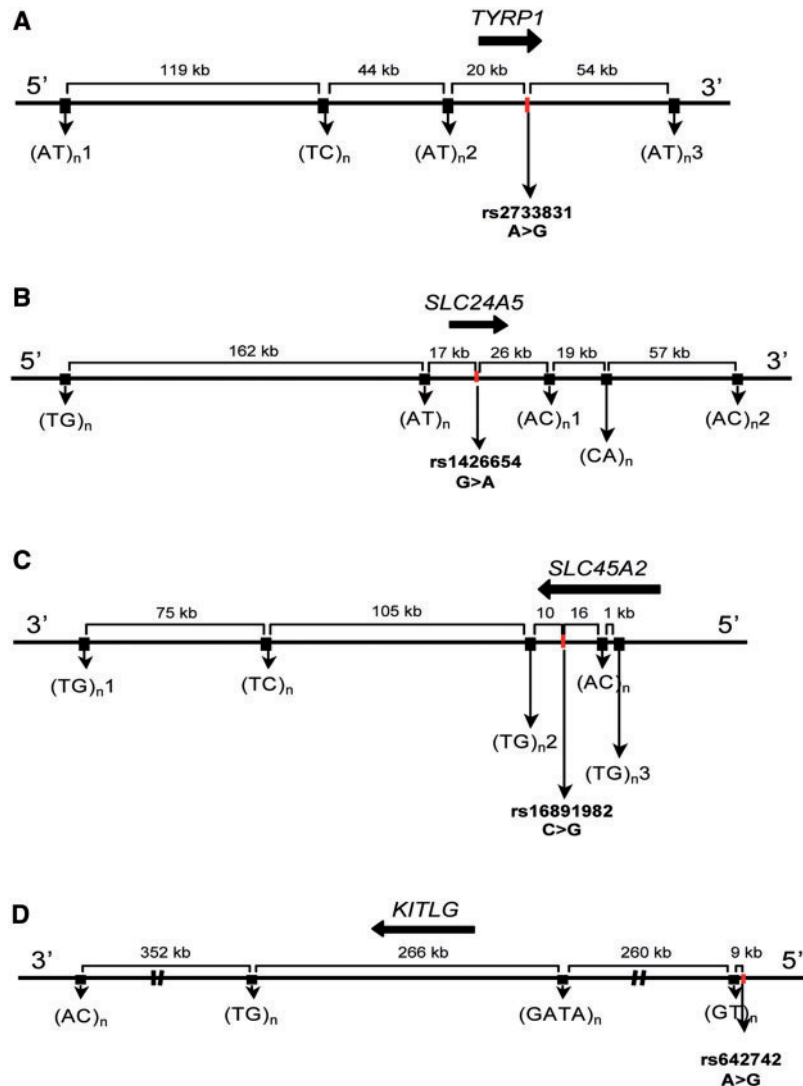 A
TYRP1
119 kb 44 kb 20 kb 54 kb
5’ 3’
(AT)n1 (TC)n (AT)n2 (AT)n3
rs2733831
A>G
B
SLC24A5
162 kb 17 kb 26 kb 19 kb 57 kb
5’ 3’
(TG)n (AT)n (AC)n1 (AC)n2
(CA)n
rs1426654
G>A
C
SLC45A2
75 kb 105 kb 10 16 1 kb
3’ 5’
(TG)n1 (TC)n (AC)n
(TG)n2
(TG)n3
rs16891982
C>G
D
KITLG
352 kb 266 kb 260 kb 9 kb
3’ 5’
(AC)n (TG)n (GATA)n (GT)n
rs642742
A>G